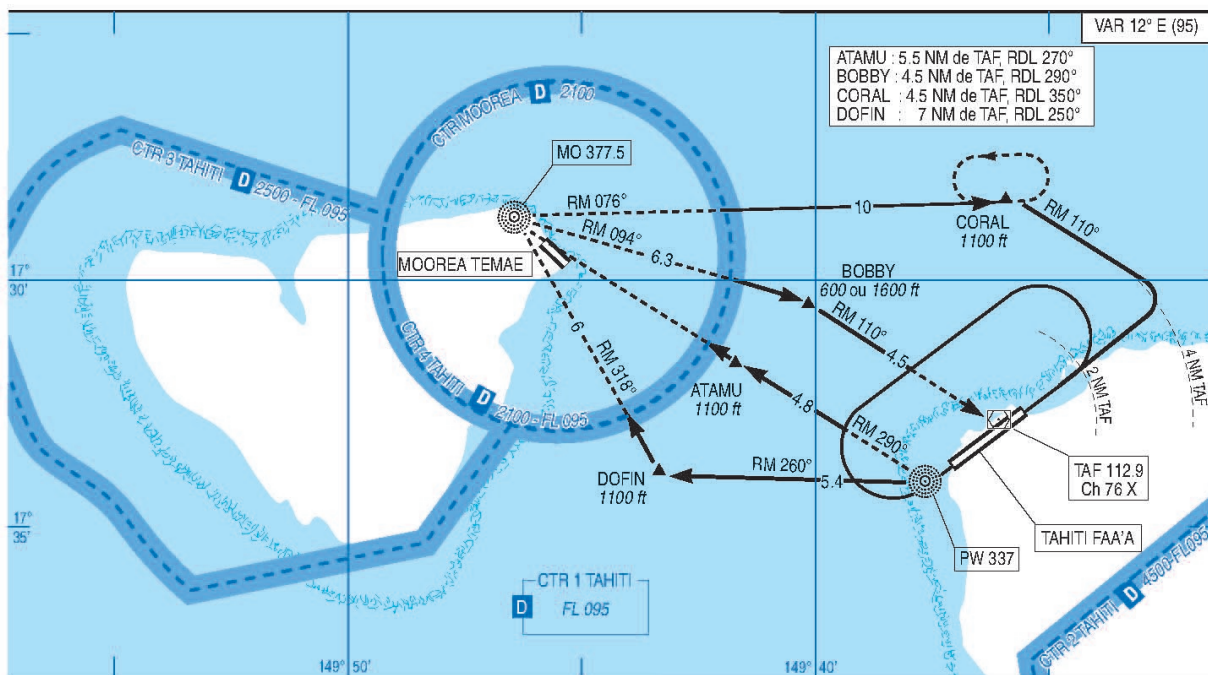 VAR 12° E (95)
ATAMU : 5.5 NM de TAF, RDL 270°
BOBBY : 4.5 NM de TAF, RDL 290°
CORAL : 4.5 NM de TAF, RDL 350°
DOFIN : 7 NM de TAF, RDL 250°
CTR MOOREA D 2100
CTR 3 TAHITI D 2500 - FL 095
MO 377.5
RM 076°
10
CORAL
1100 ft
RM 110°
RM 094°
6.3
MOOREA TEMAE
17°
30'
BOBBY
600 ou 1600 ft
RM 110°
4.5
CTR 4 TAHITI D 2100 - FL 095
6
RM 318°
ATAMU
1100 ft
4.8
RM 290°
2 NM TAF
4 NM TAF
DOFIN
1100 ft
RM 260°
5.4
TAF 112.9
Ch 76 X
TAHITI FAA'A
PW 337
17°
35'
CTR 1 TAHITI
D FL 095
CTR 2 TAHITI D 4500-FL095
149° 50'
149° 40'